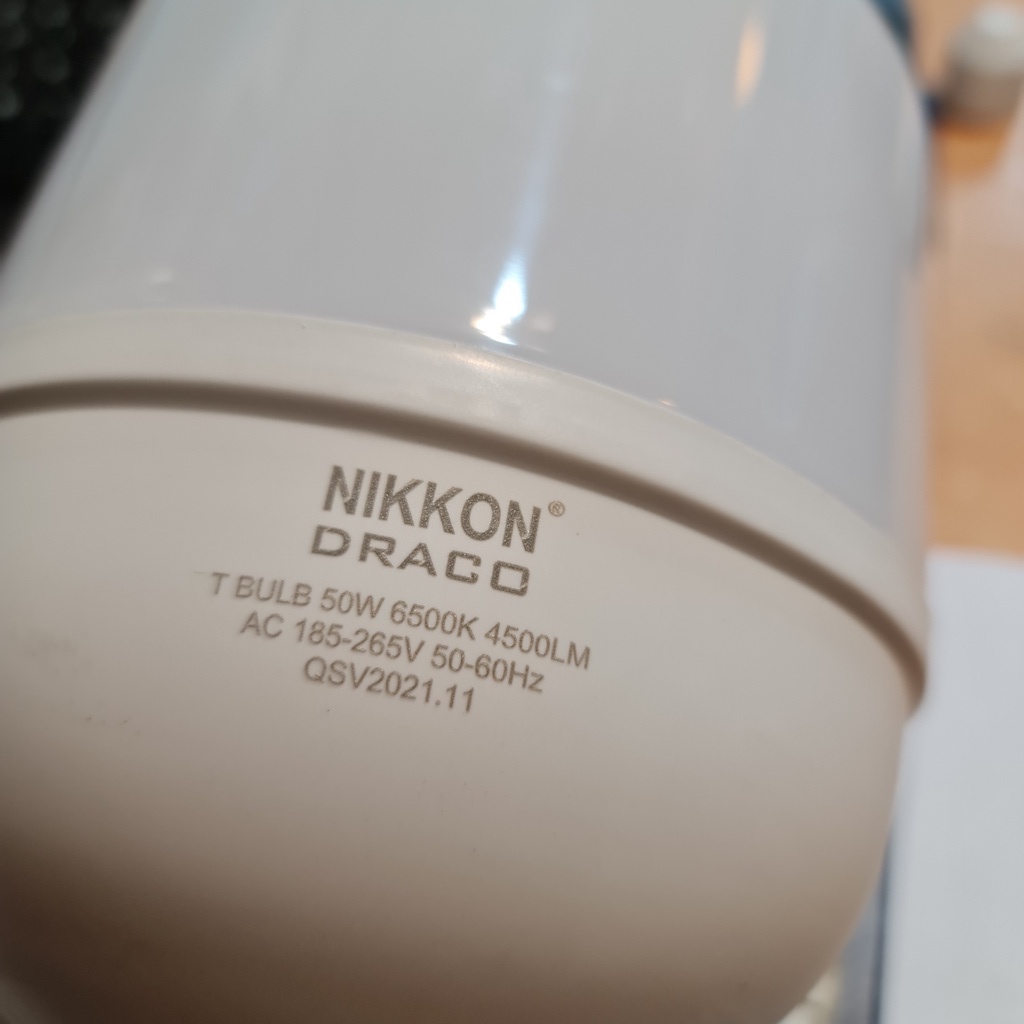 NIKKON®
DRACO
T BULB 50W 6500K 4500LM
AC 185-265V 50-60Hz
QSV2021.11